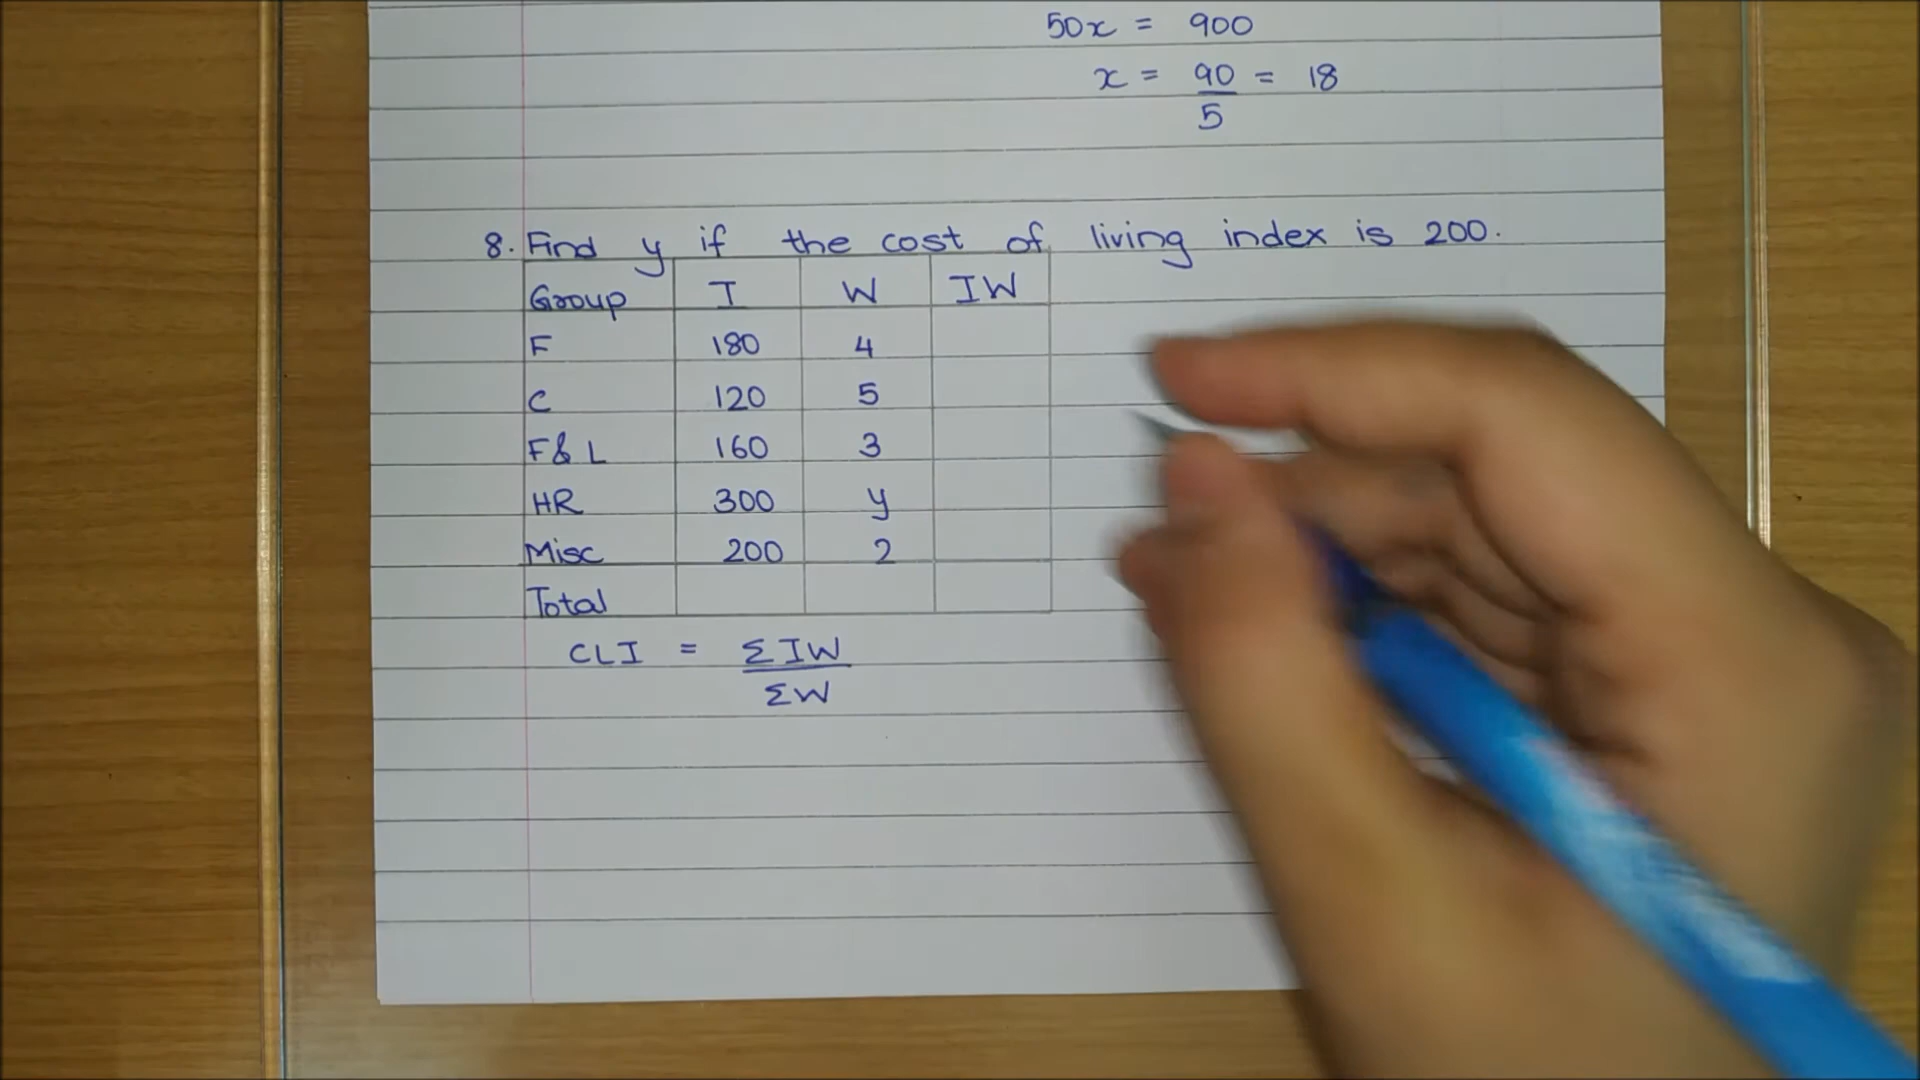 50x = 900
x = 90 = 18
5
8. Find y if the cost of living index is 200.
Group I W IW
F 180 4
C 120 5
F & L 160 3
HR 300 y
Misc 200 2
Total
CLI = ΣIW
ΣW